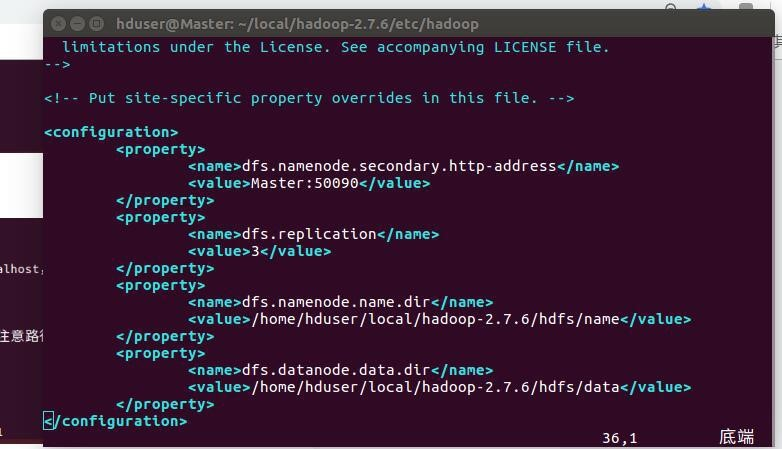 hduser@Master: ~/local/hadoop-2.7.6/etc/hadoop
limitations under the License. See accompanying LICENSE file.
-->
<!-- Put site-specific property overrides in this file. -->
<configuration>
<property>
<name>dfs.namenode.secondary.http-address</name>
<value>Master:50090</value>
</property>
<property>
<name>dfs.replication</name>
<value>3</value>
</property>
<property>
<name>dfs.namenode.name.dir</name>
<value>/home/hduser/local/hadoop-2.7.6/hdfs/name</value>
</property>
<property>
<name>dfs.datanode.data.dir</name>
<value>/home/hduser/local/hadoop-2.7.6/hdfs/data</value>
</property>
</configuration>
36,1 底端
alhost,
注意路